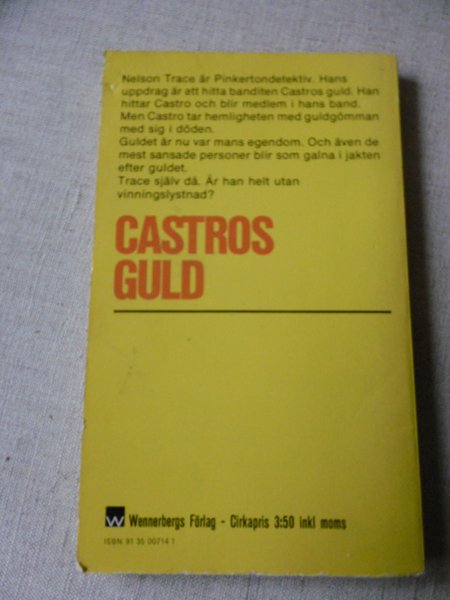 Nelson Trace är Pinkertondetektiv. Hans
uppdrag är att hitta banditen Castros guld. Han
hittar Castro och blir medlem i hans band.
Men Castro tar hemligheten med guldgömman
med sig i döden.
Guldet är nu var mans egendom. Och även de
mest sansade personer blir som galna i jakten
efter guldet.
Trace själv då. Är han helt utan
vinningslystnad?
CASTROS
GULD
W Wennerbergs Förlag - Cirkapris 3:50 inkl moms
ISBN 91 35 00714 1